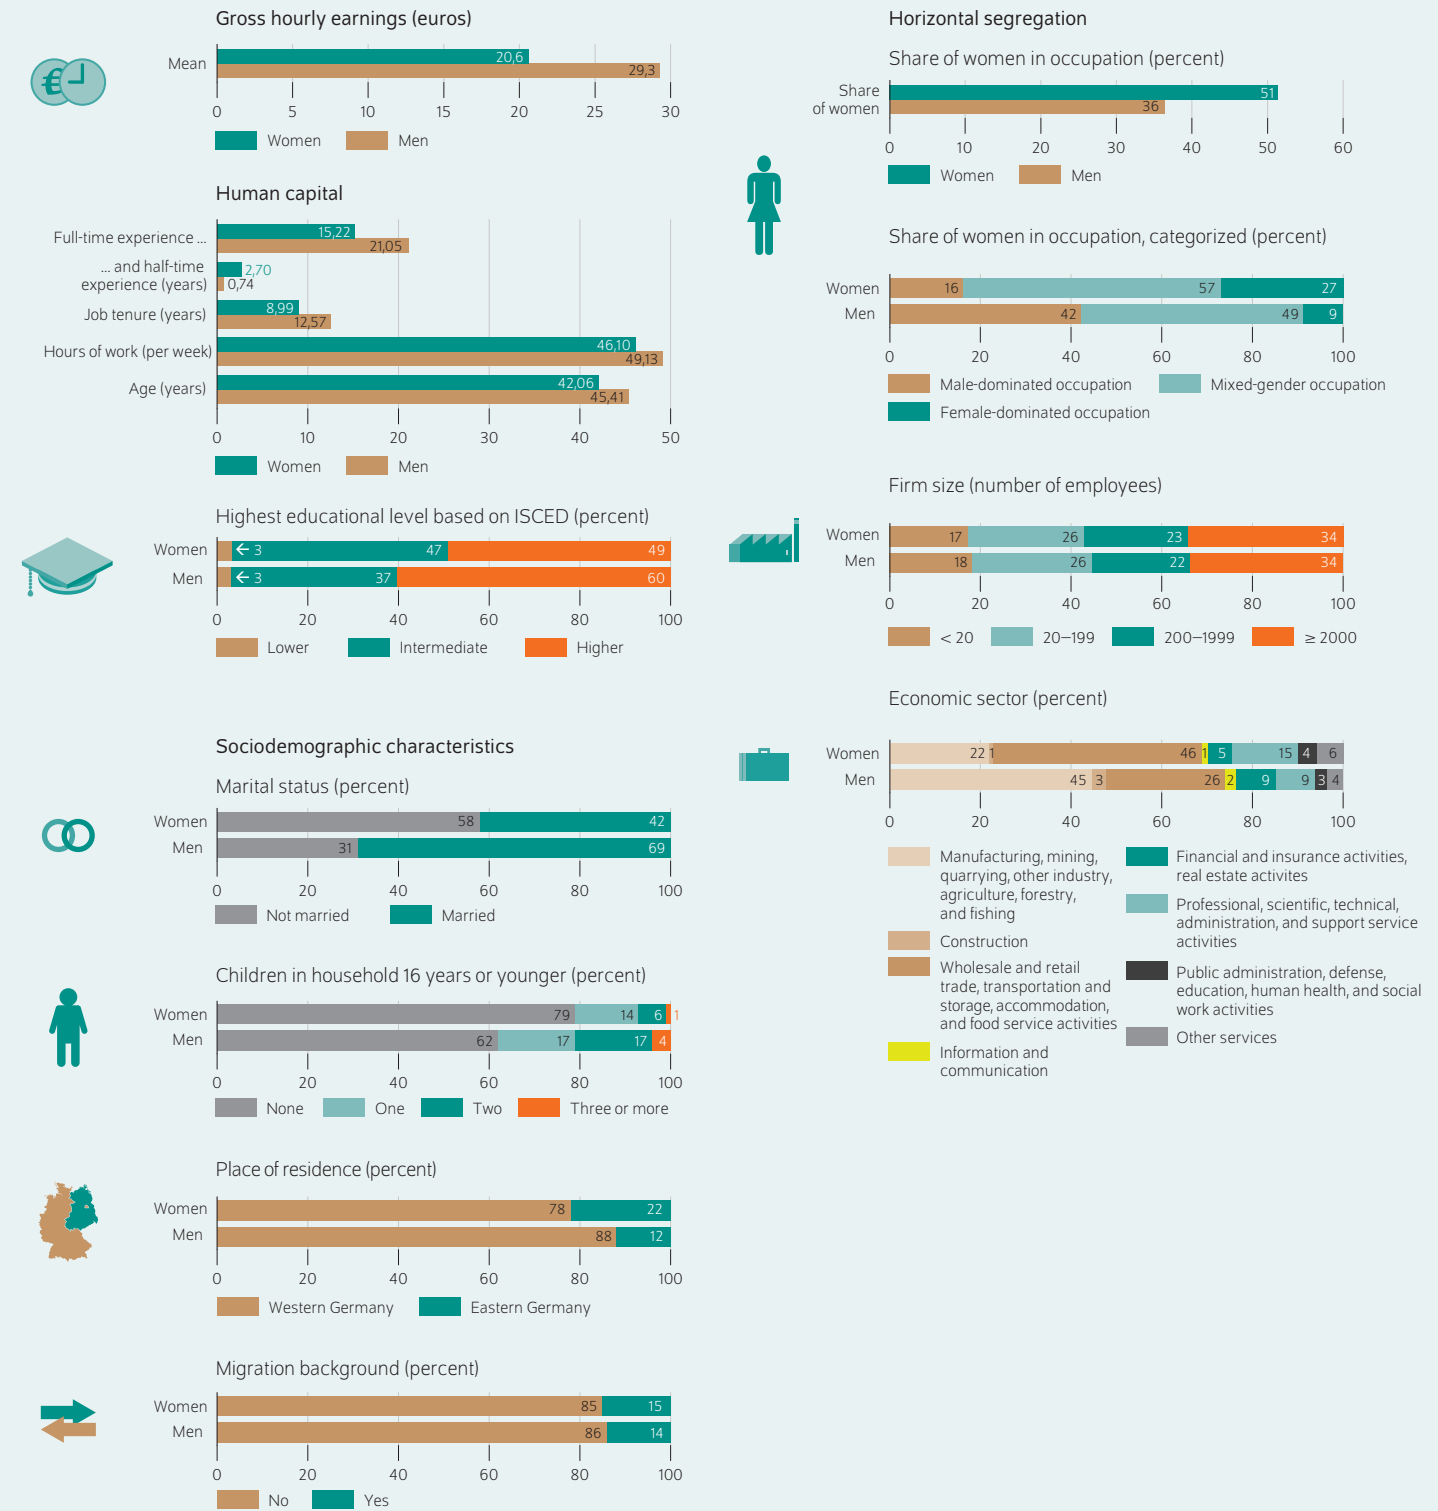 Gross hourly earnings (euros)
Mean
20,6
29,3
0 5 10 15 20 25 30
Women Men
Human capital
Full-time experience ...
15,22
21,05
... and half-time
experience (years)
2,70
0,74
Job tenure (years)
8,99
12,57
Hours of work (per week)
46,10
49,13
Age (years)
42,06
45,41
0 10 20 30 40 50
Women Men
Highest educational level based on ISCED (percent)
Women ← 3 47 49
Men ← 3 37 60
0 20 40 60 80 100
Lower Intermediate Higher
Sociodemographic characteristics
Marital status (percent)
Women 58 42
Men 31 69
0 20 40 60 80 100
Not married Married
Children in household 16 years or younger (percent)
Women 79 14 6 1
Men 62 17 17 4
0 20 40 60 80 100
None One Two Three or more
Place of residence (percent)
Women 78 22
Men 88 12
0 20 40 60 80 100
Western Germany Eastern Germany
Migration background (percent)
Women 85 15
Men 86 14
0 20 40 60 80 100
No Yes
Horizontal segregation
Share of women in occupation (percent)
Share
of women
51
36
0 10 20 30 40 50 60
Women Men
Share of women in occupation, categorized (percent)
Women 16 57 27
Men 42 49 9
0 20 40 60 80 100
Male-dominated occupation Mixed-gender occupation
Female-dominated occupation
Firm size (number of employees)
Women 17 26 23 34
Men 18 26 22 34
0 20 40 60 80 100
< 20 20–199 200–1999 ≥ 2000
Economic sector (percent)
Women 22 1 46 1 5 15 4 6
Men 45 3 26 2 9 9 3 4
0 20 40 60 80 100
Manufacturing, mining,
quarrying, other industry,
agriculture, forestry,
and fishing
Construction
Wholesale and retail
trade, transportation and
storage, accommodation,
and food service activities
Information and
communication
Financial and insurance activities,
real estate activites
Professional, scientific, technical,
administration, and support service
activities
Public administration, defense,
education, human health, and social
work activities
Other services
€